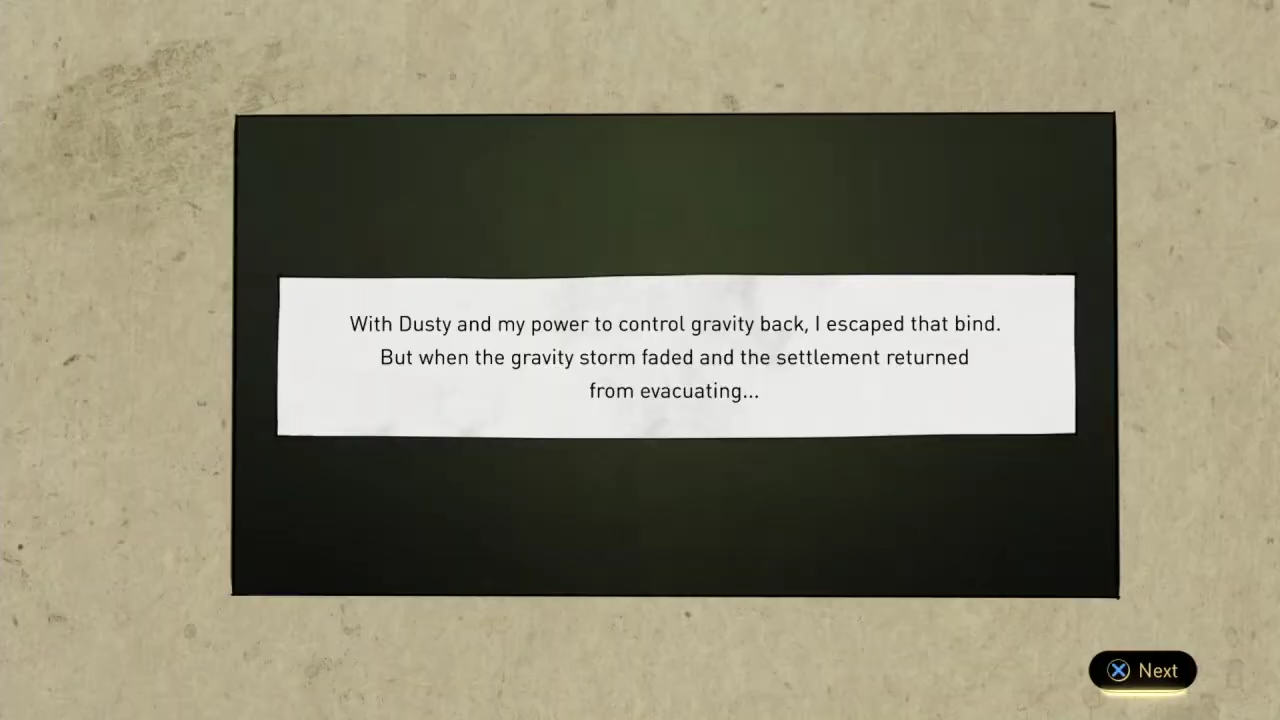 With Dusty and my power to control gravity back, I escaped that bind.
But when the gravity storm faded and the settlement returned
from evacuating...
Next